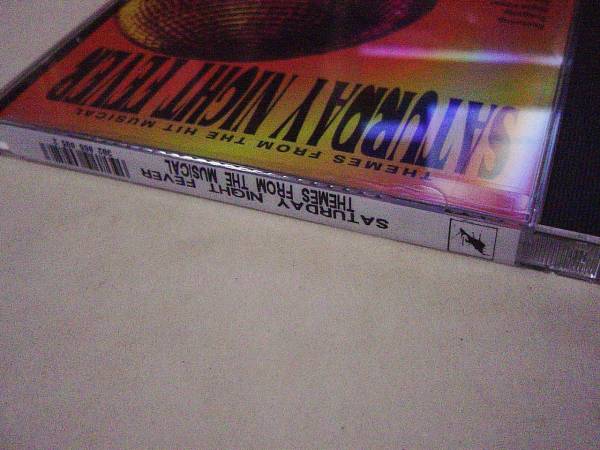 SATURDAY NIGHT FEVER
THEMES FROM THE HIT MUSICAL
SATURDAY NIGHT FEVER
THEMES FROM THE MUSICAL